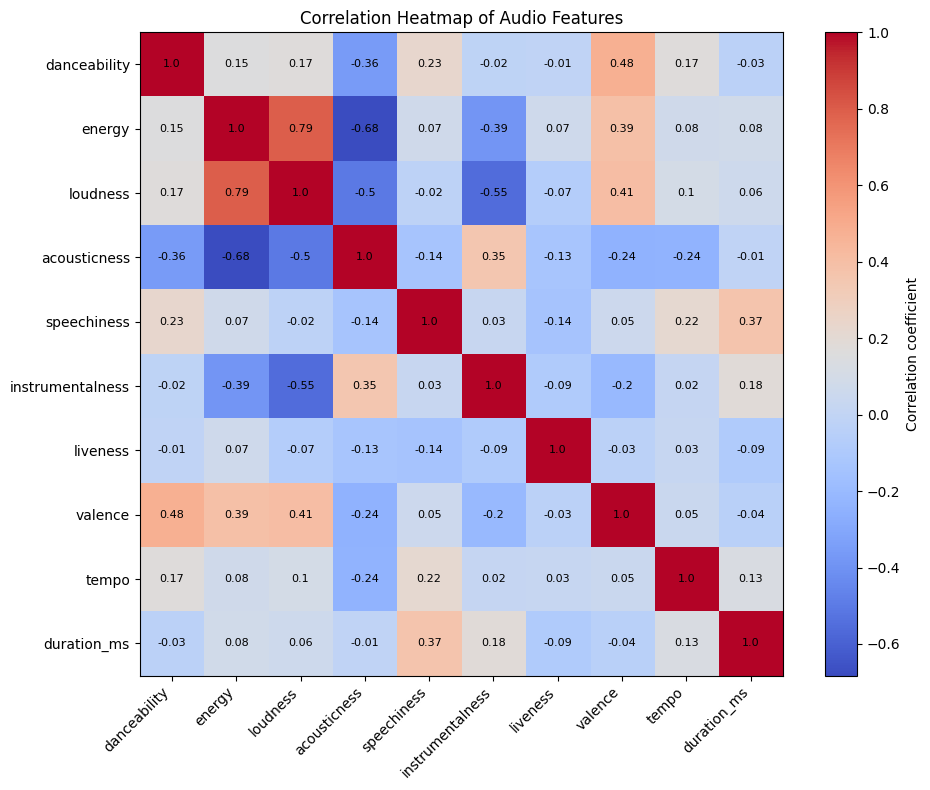 Correlation Heatmap of Audio Features
danceability 1.0 0.15 0.17 -0.36 0.23 -0.02 -0.01 0.48 0.17 -0.03
energy 0.15 1.0 0.79 -0.68 0.07 -0.39 0.07 0.39 0.08 0.08
loudness 0.17 0.79 1.0 -0.5 -0.02 -0.55 -0.07 0.41 0.1 0.06
acousticness -0.36 -0.68 -0.5 1.0 -0.14 0.35 -0.13 -0.24 -0.24 -0.01
speechiness 0.23 0.07 -0.02 -0.14 1.0 0.03 -0.14 0.05 0.22 0.37
instrumentalness -0.02 -0.39 -0.55 0.35 0.03 1.0 -0.09 -0.2 0.02 0.18
liveness -0.01 0.07 -0.07 -0.13 -0.14 -0.09 1.0 -0.03 0.03 -0.09
valence 0.48 0.39 0.41 -0.24 0.05 -0.2 -0.03 1.0 0.05 -0.04
tempo 0.17 0.08 0.1 -0.24 0.22 0.02 0.03 0.05 1.0 0.13
duration_ms -0.03 0.08 0.06 -0.01 0.37 0.18 -0.09 -0.04 0.13 1.0
danceability
energy
loudness
acousticness
speechiness
instrumentalness
liveness
valence
tempo
duration_ms
1.0
0.8
0.6
0.4
0.2
0.0
−0.2
−0.4
−0.6
Correlation coefficient